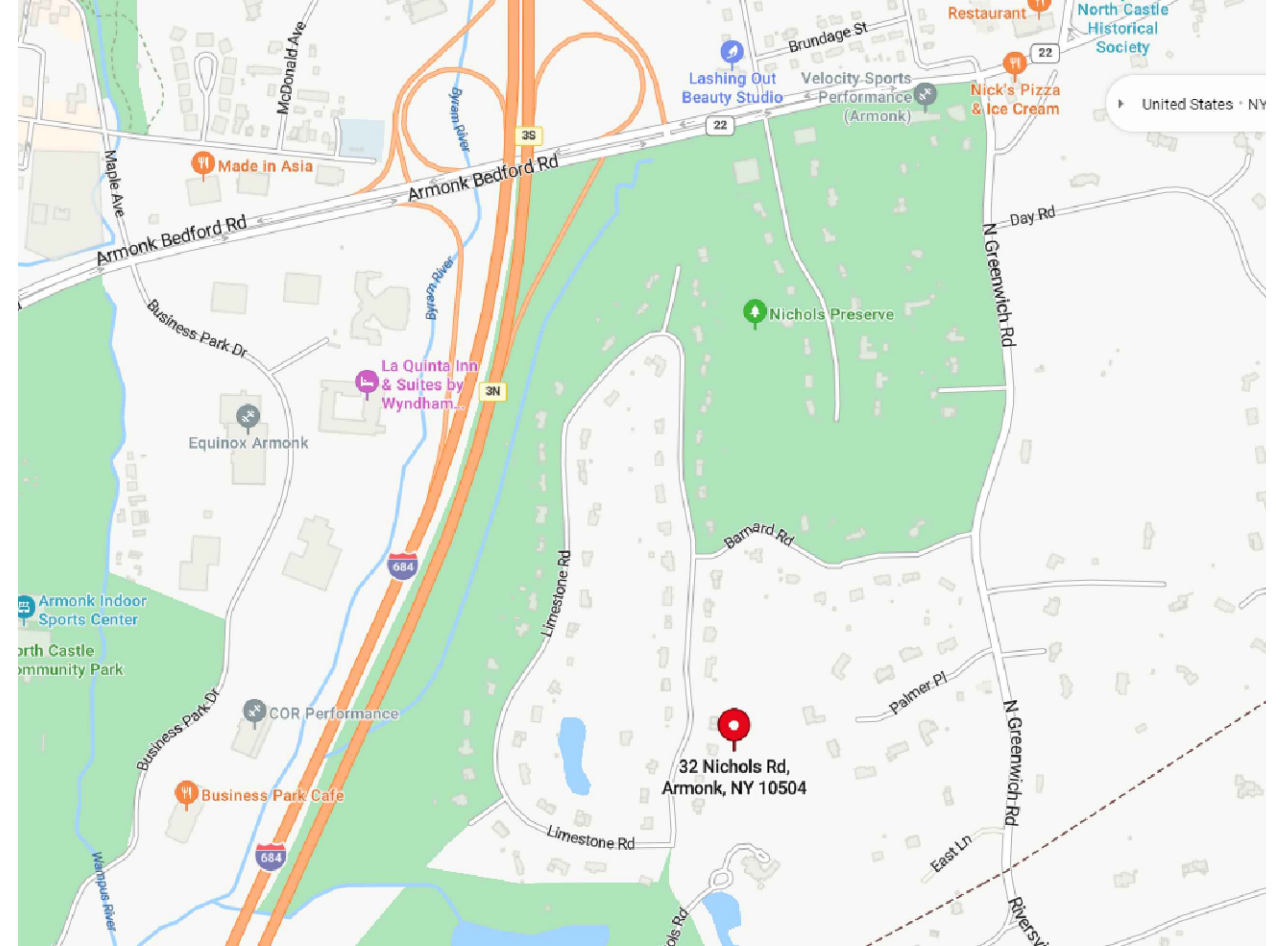 Restaurant
North Castle
Historical
Society
Brundage St
22
McDonald Ave
Lashing Out
Beauty Studio
Velocity Sports
Performance
(Armonk)
Nick's Pizza
& Ice Cream
United States • NY
Byram River
3S
22
Made in Asia
Armonk Bedford Rd
Maple Ave
Armonk Bedford Rd
Day Rd
N Greenwich Rd
Byram River
Business Park Dr
Nichols Preserve
La Quinta Inn
& Suites by
Wyndham...
3N
Equinox Armonk
Barnard Rd
684
Limestone Rd
Armonk Indoor
Sports Center
orth Castle
ommunity Park
Palmer Pl
Business Park Dr
COR Performance
N Greenwich Rd
32 Nichols Rd,
Armonk, NY 10504
Business Park Cafe
Limestone Rd
684
East Ln
Wampus River
ols Rd
Riversv